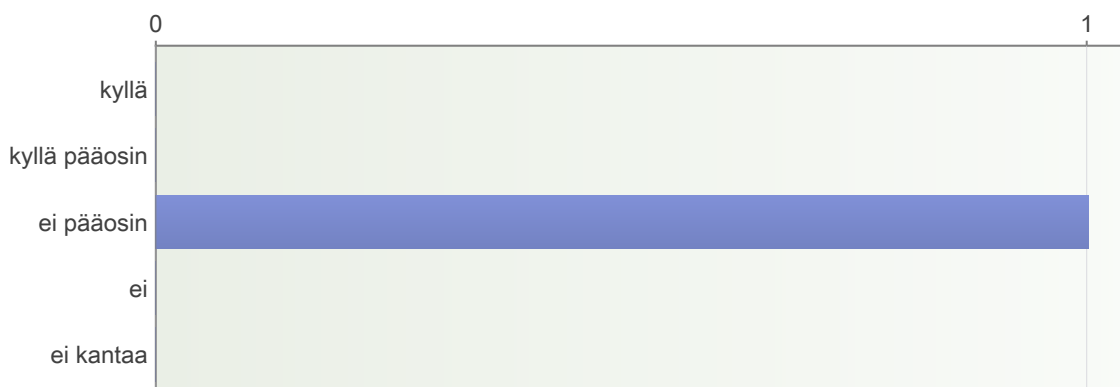 0 1
kyllä
kyllä pääosin
ei pääosin
ei
ei kantaa